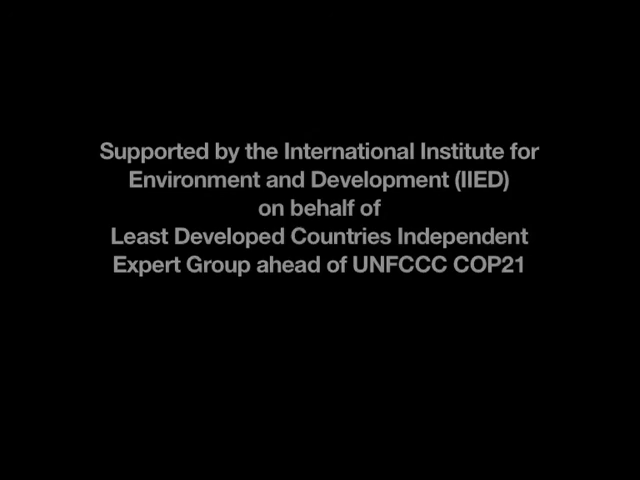 Supported by the International Institute for
Environment and Development (IIED)
on behalf of
Least Developed Countries Independent
Expert Group ahead of UNFCCC COP21